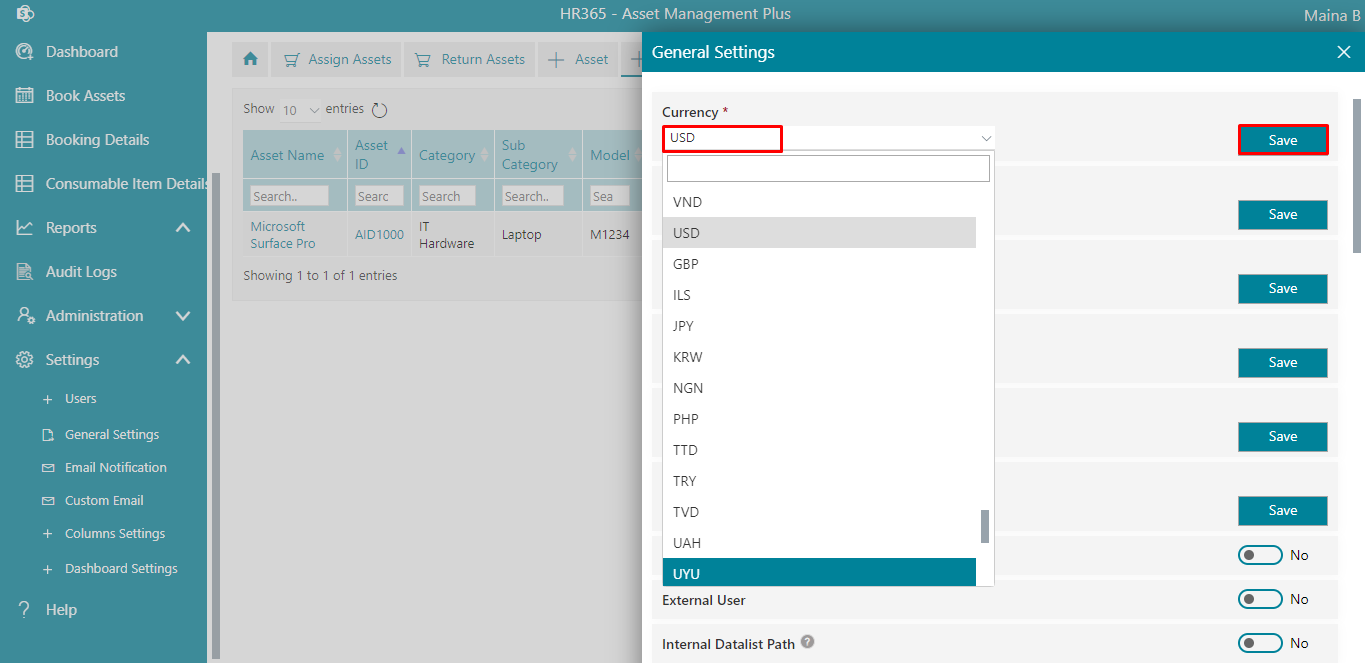 HR365 - Asset Management Plus
Maina B
Dashboard
Book Assets
Booking Details
Consumable Item Details
Reports
Audit Logs
Administration
Settings
Users
General Settings
Email Notification
Custom Email
Columns Settings
Dashboard Settings
Help
Assign Assets
Return Assets
Asset
Show 10 entries
Asset Name
Asset ID
Category
Sub Category
Model
Search..
Searc
Search
Search..
Sea
Microsoft Surface Pro
AID1000
IT Hardware
Laptop
M1234
Showing 1 to 1 of 1 entries
General Settings
Currency *
USD
Save
VND
USD
GBP
ILS
JPY
KRW
NGN
PHP
TTD
TRY
TVD
UAH
UYU
Save
Save
Save
Save
Save
No
External User
No
Internal Datalist Path ?
No